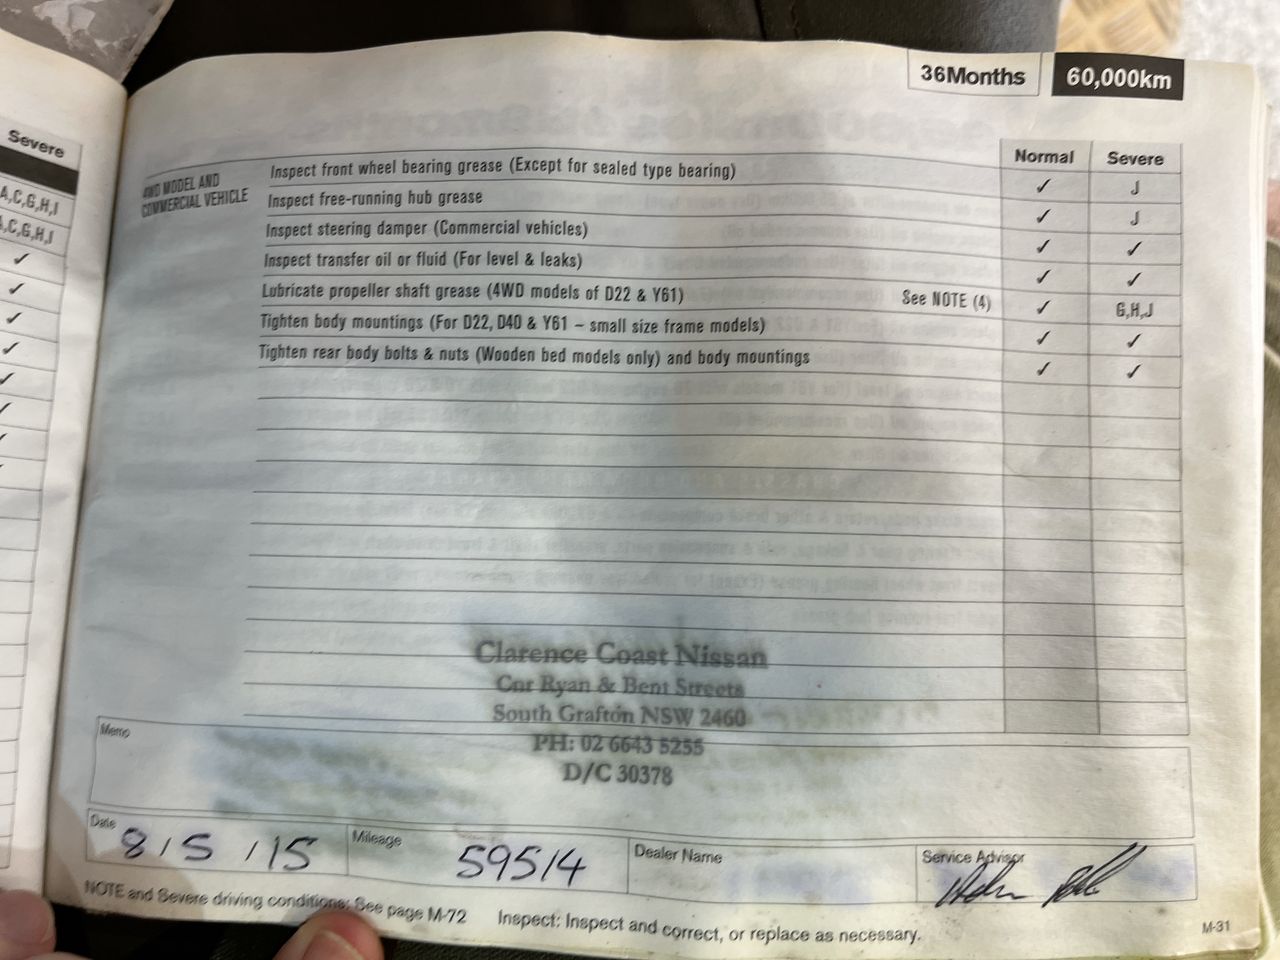 36Months 60,000km
Severe
A,C,G,H,I
A,C,G,H,I
✓
✓
✓
✓
✓
✓
✓
✓
Normal Severe
4WD MODEL AND
COMMERCIAL VEHICLE
Inspect front wheel bearing grease (Except for sealed type bearing) ✓ J
Inspect free-running hub grease ✓ J
Inspect steering damper (Commercial vehicles) ✓ ✓
Inspect transfer oil or fluid (For level & leaks) ✓ ✓
Lubricate propeller shaft grease (4WD models of D22 & Y61) See NOTE (4) ✓ G,H,J
Tighten body mountings (For D22, D40 & Y61 – small size frame models) ✓ ✓
Tighten rear body bolts & nuts (Wooden bed models only) and body mountings ✓ ✓
Clarence Coast Nissan
Cnr Ryan & Bent Streets
South Grafton NSW 2460
PH: 02 6643 5255
D/C 30378
Memo
Date 8/5/15 Mileage 59514 Dealer Name Service Advisor
NOTE and Severe driving conditions: See page M-72 Inspect: Inspect and correct, or replace as necessary.
M-31